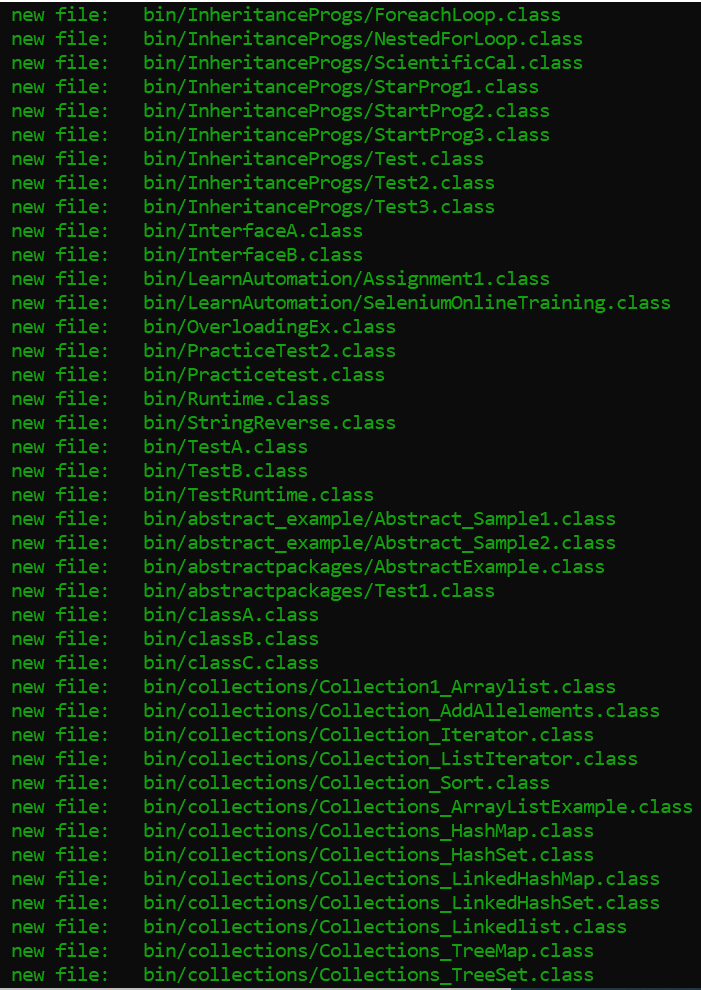 new file:   bin/InheritanceProgs/ForeachLoop.class
new file:   bin/InheritanceProgs/NestedForLoop.class
new file:   bin/InheritanceProgs/ScientificCal.class
new file:   bin/InheritanceProgs/StarProg1.class
new file:   bin/InheritanceProgs/StartProg2.class
new file:   bin/InheritanceProgs/StartProg3.class
new file:   bin/InheritanceProgs/Test.class
new file:   bin/InheritanceProgs/Test2.class
new file:   bin/InheritanceProgs/Test3.class
new file:   bin/InterfaceA.class
new file:   bin/InterfaceB.class
new file:   bin/LearnAutomation/Assignment1.class
new file:   bin/LearnAutomation/SeleniumOnlineTraining.class
new file:   bin/OverloadingEx.class
new file:   bin/PracticeTest2.class
new file:   bin/Practicetest.class
new file:   bin/Runtime.class
new file:   bin/StringReverse.class
new file:   bin/TestA.class
new file:   bin/TestB.class
new file:   bin/TestRuntime.class
new file:   bin/abstract_example/Abstract_Sample1.class
new file:   bin/abstract_example/Abstract_Sample2.class
new file:   bin/abstractpackages/AbstractExample.class
new file:   bin/abstractpackages/Test1.class
new file:   bin/classA.class
new file:   bin/classB.class
new file:   bin/classC.class
new file:   bin/collections/Collection1_Arraylist.class
new file:   bin/collections/Collection_AddAllelements.class
new file:   bin/collections/Collection_Iterator.class
new file:   bin/collections/Collection_ListIterator.class
new file:   bin/collections/Collection_Sort.class
new file:   bin/collections/Collections_ArrayListExample.class
new file:   bin/collections/Collections_HashMap.class
new file:   bin/collections/Collections_HashSet.class
new file:   bin/collections/Collections_LinkedHashMap.class
new file:   bin/collections/Collections_LinkedHashSet.class
new file:   bin/collections/Collections_Linkedlist.class
new file:   bin/collections/Collections_TreeMap.class
new file:   bin/collections/Collections_TreeSet.class